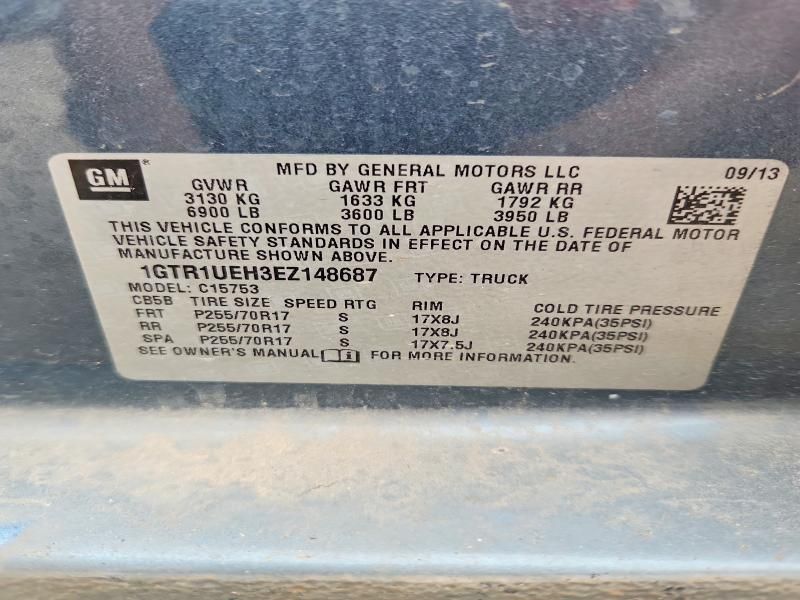 GM® MFD BY GENERAL MOTORS LLC 09/13
GVWR GAWR FRT GAWR RR
3130 KG 1633 KG 1792 KG
6900 LB 3600 LB 3950 LB
THIS VEHICLE CONFORMS TO ALL APPLICABLE U.S. FEDERAL MOTOR
VEHICLE SAFETY STANDARDS IN EFFECT ON THE DATE OF
MANUFACTURE SHOWN ABOVE.
1GTR1UEH3EZ148687 TYPE: TRUCK
MODEL: C15753
CB5B TIRE SIZE SPEED RTG RIM COLD TIRE PRESSURE
FRT P255/70R17 S 17X8J 240KPA(35PSI)
RR P255/70R17 S 17X8J 240KPA(35PSI)
SPA P255/70R17 S 17X7.5J 240KPA(35PSI)
SEE OWNER'S MANUAL FOR MORE INFORMATION.